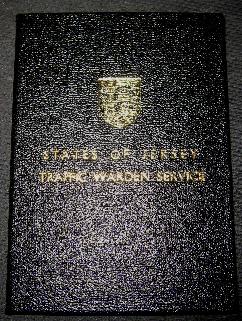 STATES OF JERSEY
TRAFFIC WARDEN SERVICE